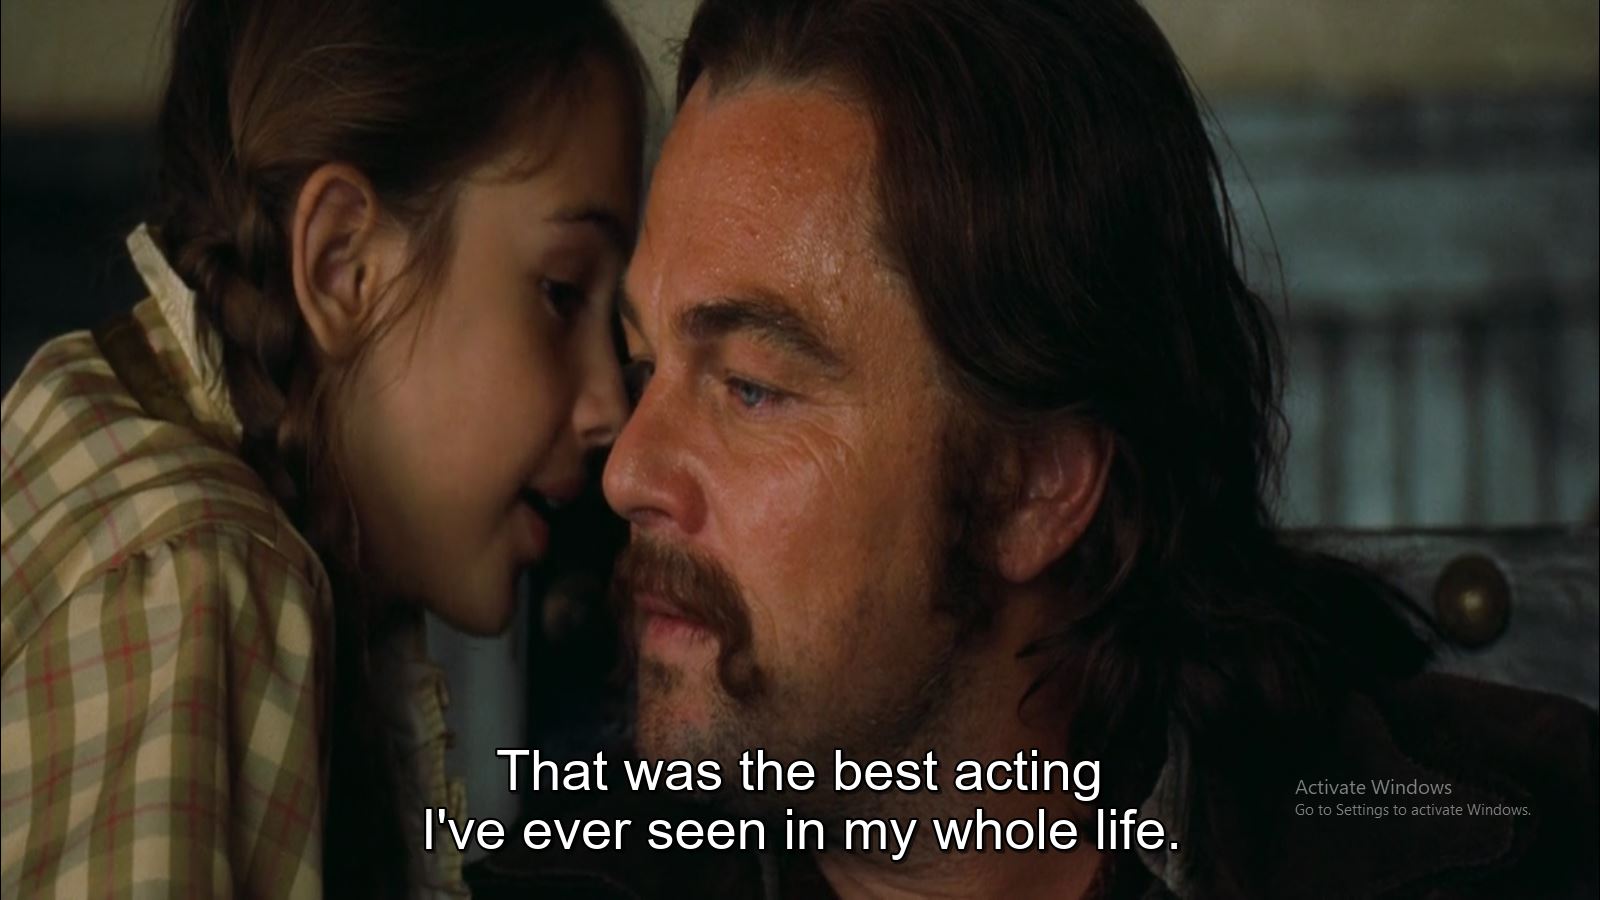 That was the best acting
I've ever seen in my whole life.
Activate Windows
Go to Settings to activate Windows.